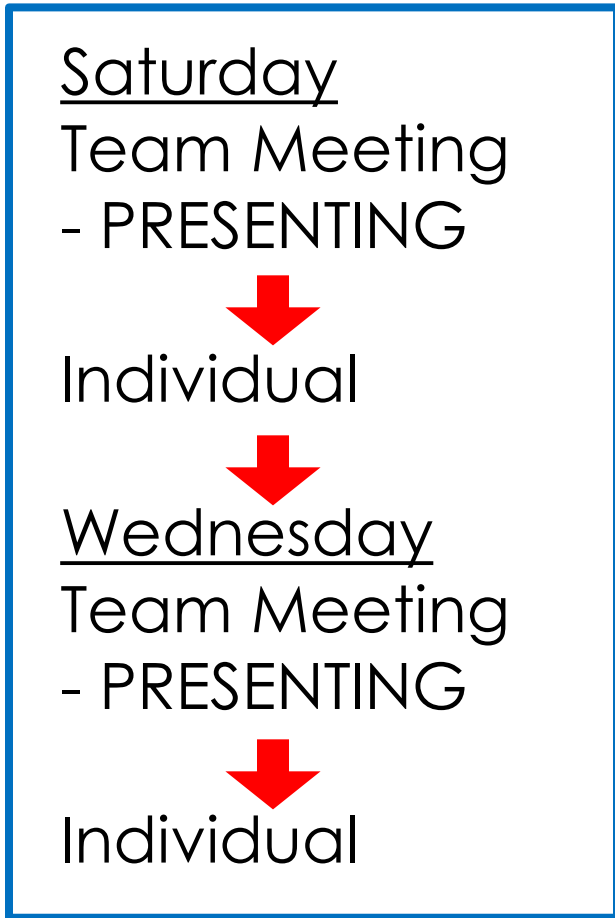 Saturday
Team Meeting
- PRESENTING
Individual
Wednesday
Team Meeting
- PRESENTING
Individual